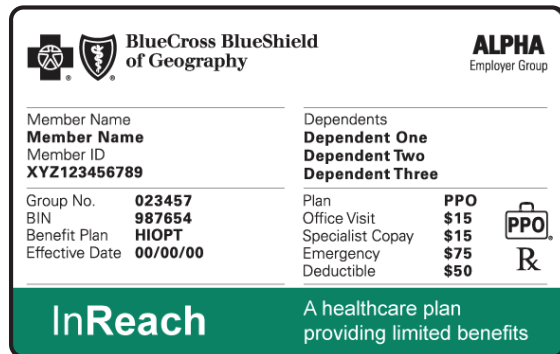 BlueCross BlueShield
of Geography
ALPHA
Employer Group
Member Name
Member Name
Member ID
XYZ123456789
Dependents
Dependent One
Dependent Two
Dependent Three
Group No. 023457
BIN 987654
Benefit Plan HIOPT
Effective Date 00/00/00
Plan PPO
Office Visit $15
Specialist Copay $15
Emergency $75
Deductible $50
PPO
Rx
InReach
A healthcare plan
providing limited benefits